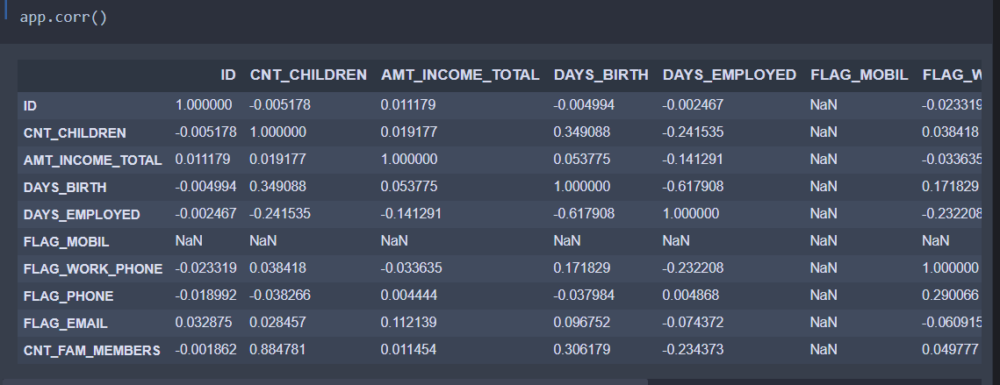 app.corr()
ID CNT_CHILDREN AMT_INCOME_TOTAL DAYS_BIRTH DAYS_EMPLOYED FLAG_MOBIL FLAG_W
ID 1.000000 -0.005178 0.011179 -0.004994 -0.002467 NaN -0.023319
CNT_CHILDREN -0.005178 1.000000 0.019177 0.349088 -0.241535 NaN 0.038418
AMT_INCOME_TOTAL 0.011179 0.019177 1.000000 0.053775 -0.141291 NaN -0.033635
DAYS_BIRTH -0.004994 0.349088 0.053775 1.000000 -0.617908 NaN 0.171829
DAYS_EMPLOYED -0.002467 -0.241535 -0.141291 -0.617908 1.000000 NaN -0.232208
FLAG_MOBIL NaN NaN NaN NaN NaN NaN NaN
FLAG_WORK_PHONE -0.023319 0.038418 -0.033635 0.171829 -0.232208 NaN 1.000000
FLAG_PHONE -0.018992 -0.038266 0.004444 -0.037984 0.004868 NaN 0.290066
FLAG_EMAIL 0.032875 0.028457 0.112139 0.096752 -0.074372 NaN -0.060915
CNT_FAM_MEMBERS -0.001862 0.884781 0.011454 0.306179 -0.234373 NaN 0.049777